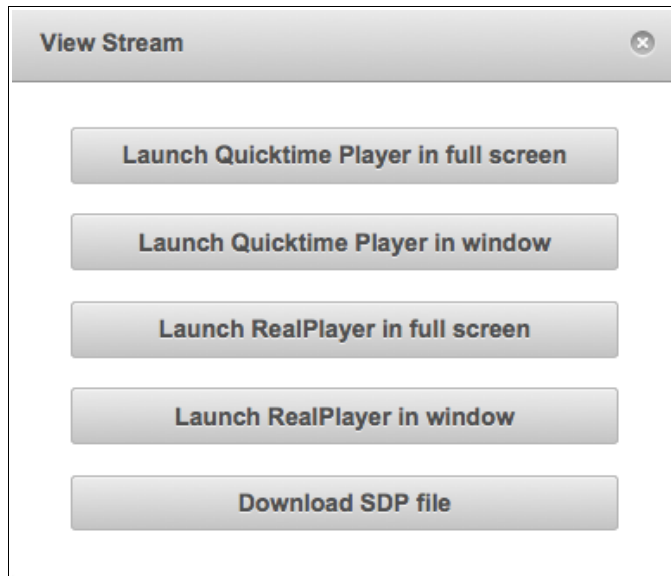 View Stream
Launch Quicktime Player in full screen
Launch Quicktime Player in window
Launch RealPlayer in full screen
Launch RealPlayer in window
Download SDP file